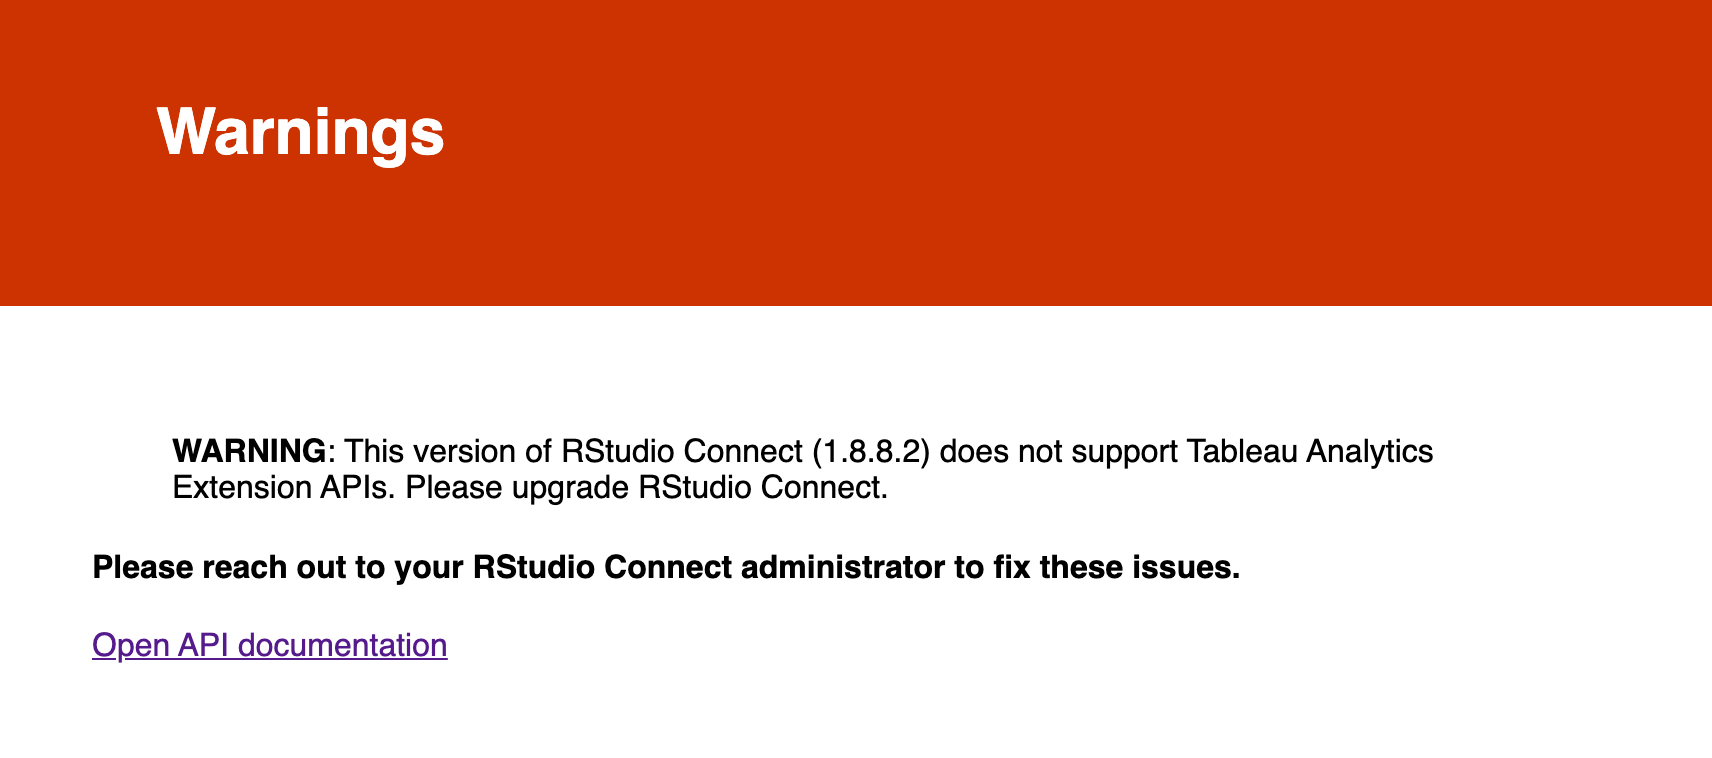 Warnings
WARNING: This version of RStudio Connect (1.8.8.2) does not support Tableau Analytics
Extension APIs. Please upgrade RStudio Connect.
Please reach out to your RStudio Connect administrator to fix these issues.
Open API documentation